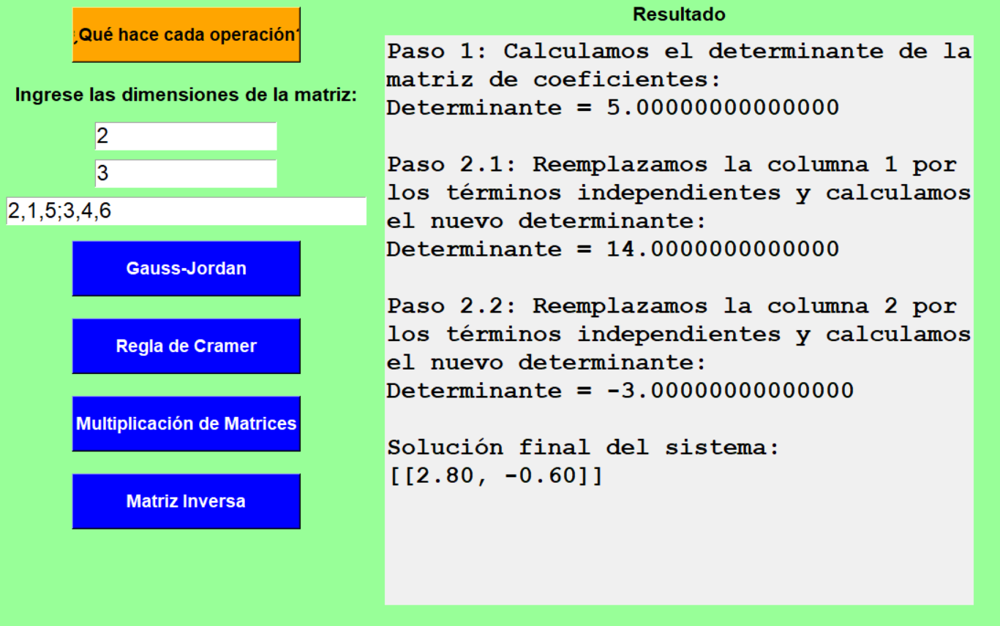 ¿Qué hace cada operación?
Ingrese las dimensiones de la matriz:
2
3
2,1,5;3,4,6
Gauss-Jordan
Regla de Cramer
Multiplicación de Matrices
Matriz Inversa
Resultado
Paso 1: Calculamos el determinante de la
matriz de coeficientes:
Determinante = 5.00000000000000
Paso 2.1: Reemplazamos la columna 1 por
los términos independientes y calculamos
el nuevo determinante:
Determinante = 14.0000000000000
Paso 2.2: Reemplazamos la columna 2 por
los términos independientes y calculamos
el nuevo determinante:
Determinante = -3.00000000000000
Solución final del sistema:
[[2.80, -0.60]]